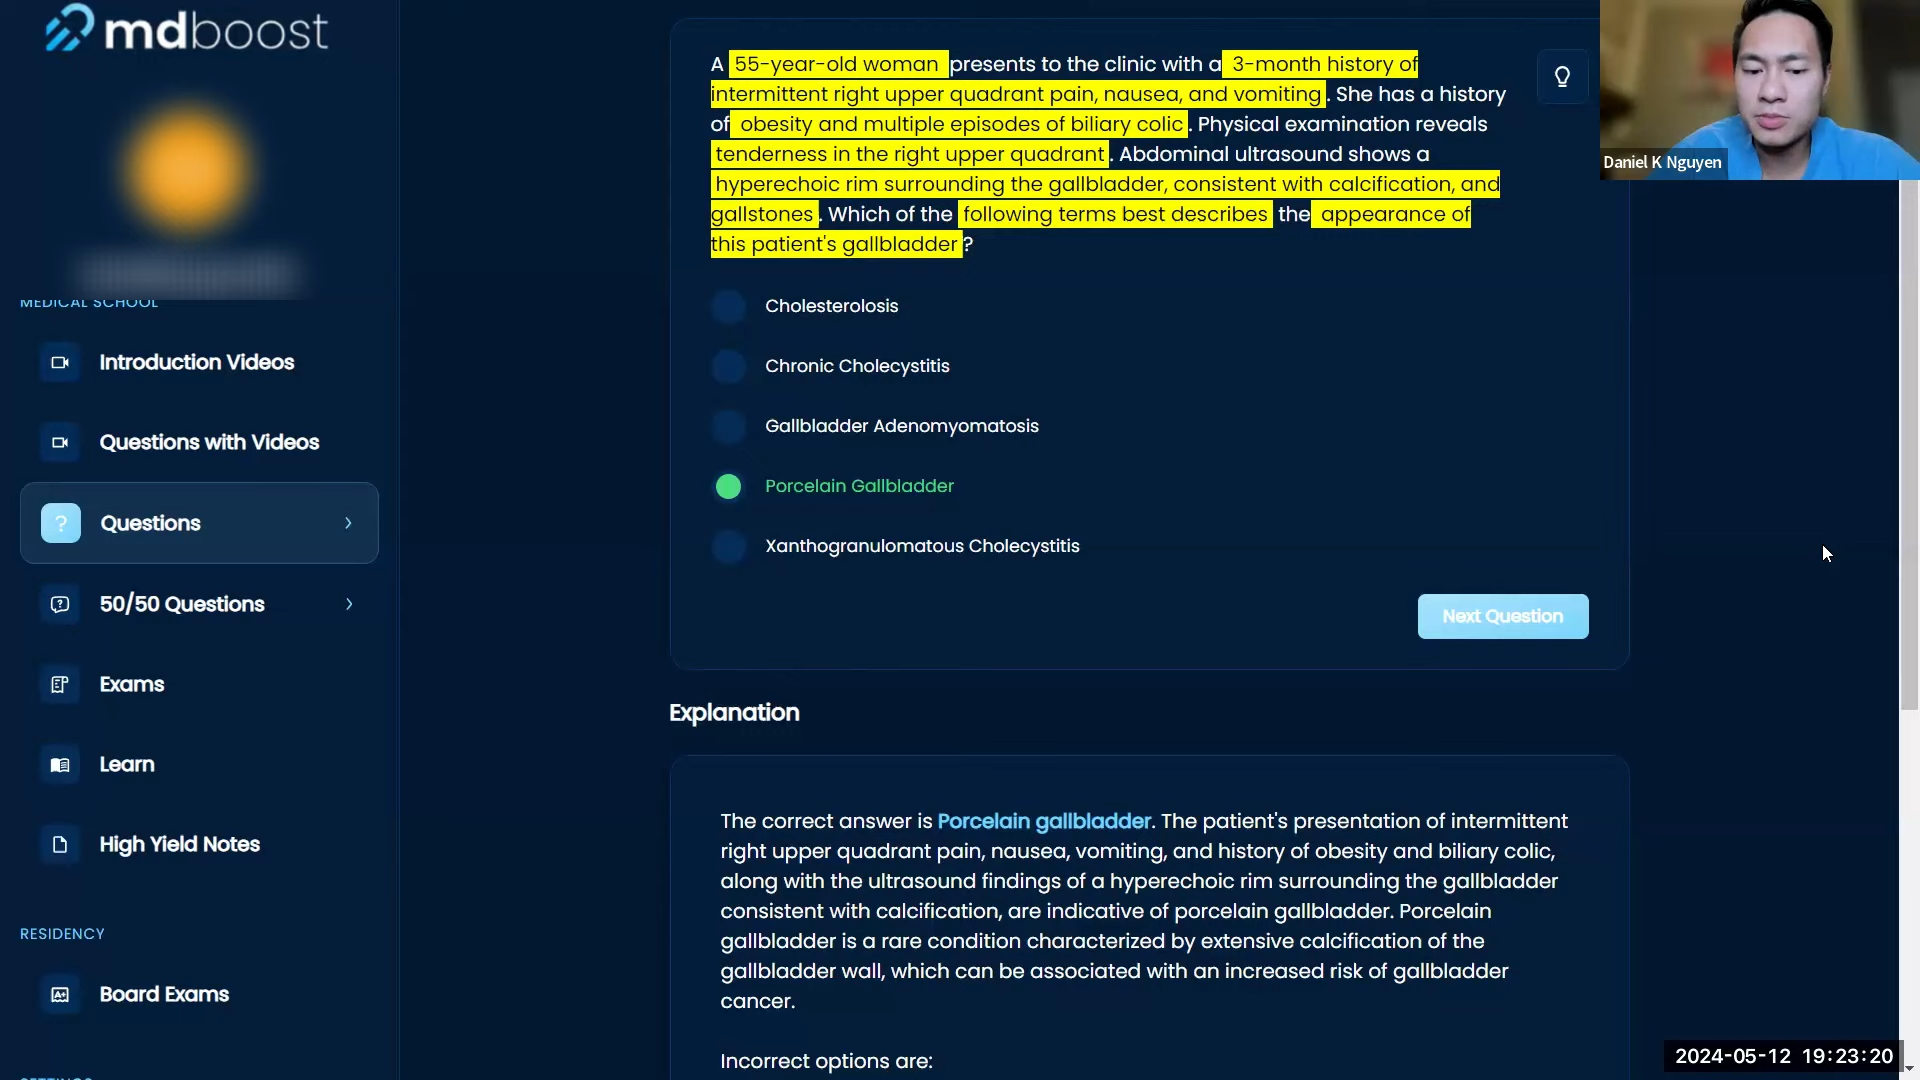 mdboost
MEDICAL SCHOOL
Introduction Videos
Questions with Videos
? Questions
50/50 Questions
Exams
Learn
High Yield Notes
RESIDENCY
Board Exams
A 55-year-old woman presents to the clinic with a 3-month history of
intermittent right upper quadrant pain, nausea, and vomiting. She has a history
of obesity and multiple episodes of biliary colic. Physical examination reveals
tenderness in the right upper quadrant. Abdominal ultrasound shows a
hyperechoic rim surrounding the gallbladder, consistent with calcification, and
gallstones. Which of the following terms best describes the appearance of
this patient's gallbladder?
Cholesterolosis
Chronic Cholecystitis
Gallbladder Adenomyomatosis
Porcelain Gallbladder
Xanthogranulomatous Cholecystitis
Next Question
Explanation
The correct answer is Porcelain gallbladder. The patient's presentation of intermittent
right upper quadrant pain, nausea, vomiting, and history of obesity and biliary colic,
along with the ultrasound findings of a hyperechoic rim surrounding the gallbladder
consistent with calcification, are indicative of porcelain gallbladder. Porcelain
gallbladder is a rare condition characterized by extensive calcification of the
gallbladder wall, which can be associated with an increased risk of gallbladder
cancer.
Incorrect options are:
Daniel K Nguyen
2024-05-12 19:23:20